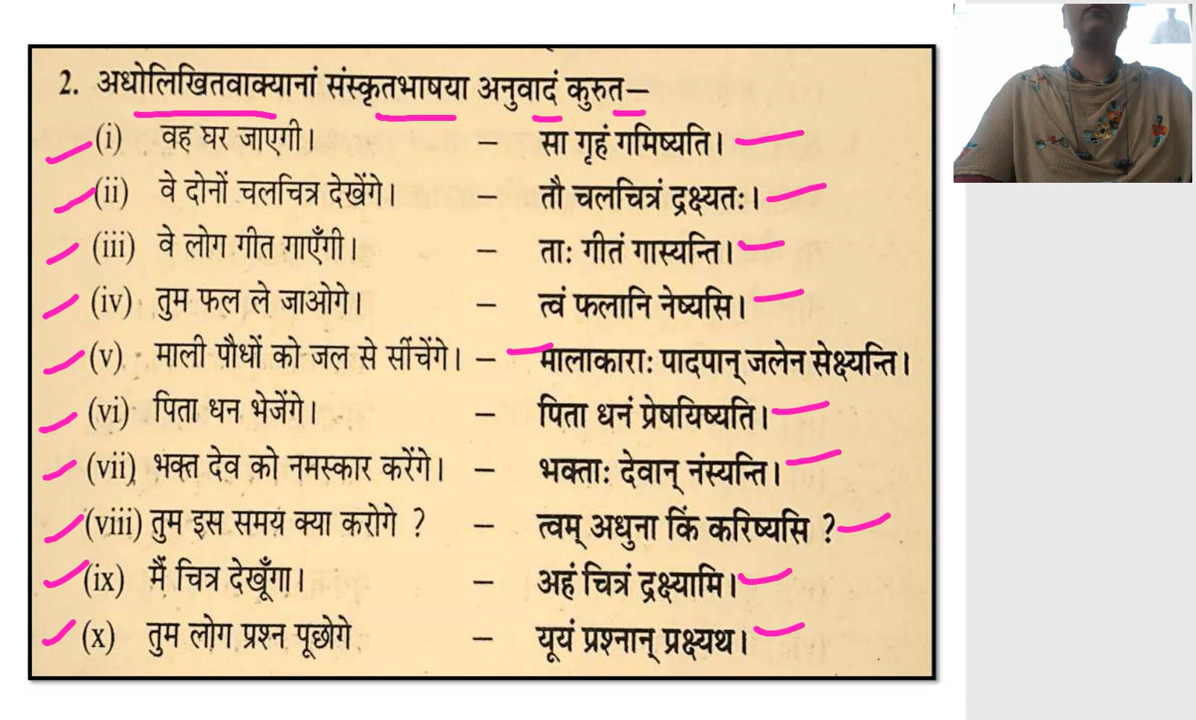 2. अधोलिखितवाक्यानां संस्कृतभाषया अनुवादं कुरुत—
(i) वह घर जाएगी। – सा गृहं गमिष्यति।
(ii) वे दोनों चलचित्र देखेंगे। – तौ चलचित्रं द्रक्ष्यतः।
(iii) वे लोग गीत गाएँगी। – ताः गीतं गास्यन्ति।
(iv) तुम फल ले जाओगे। – त्वं फलानि नेष्यसि।
(v) माली पौधों को जल से सींचेंगे। – मालाकाराः पादपान् जलेन सेक्ष्यन्ति।
(vi) पिता धन भेजेंगे। – पिता धनं प्रेषयिष्यति।
(vii) भक्त देव को नमस्कार करेंगे। – भक्ताः देवान् नंस्यन्ति।
(viii) तुम इस समय क्या करोगे ? – त्वम् अधुना किं करिष्यसि ?
(ix) मैं चित्र देखूँगा। – अहं चित्रं द्रक्ष्यामि।
(x) तुम लोग प्रश्न पूछोगे – यूयं प्रश्नान् प्रक्ष्यथ।